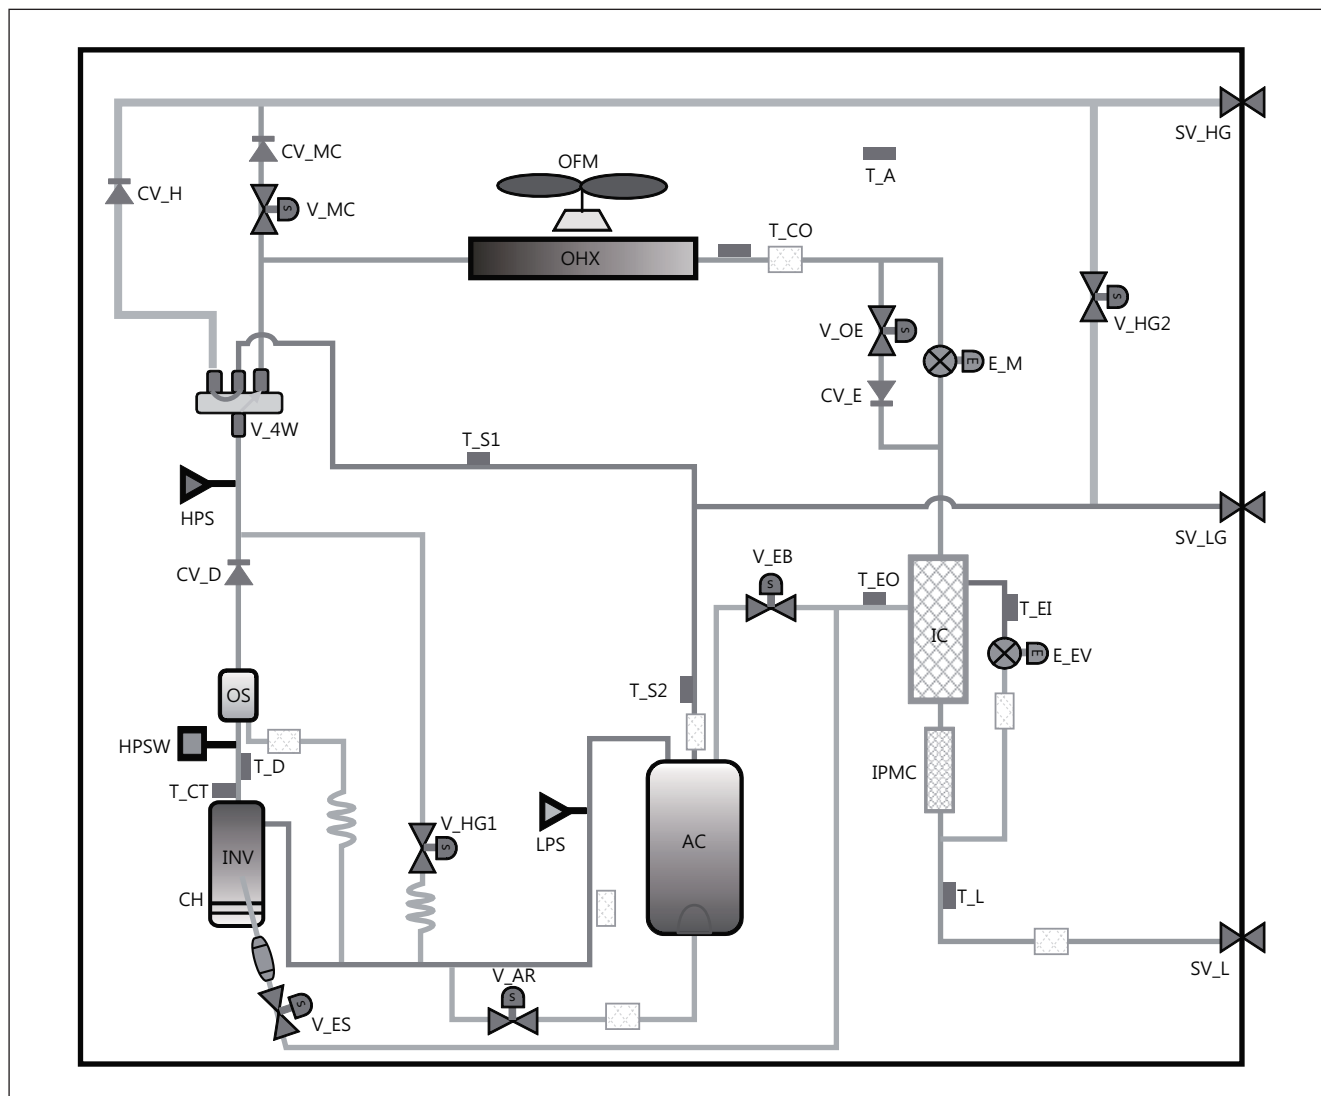 SV_HG
CV_MC
OFM
T_A
CV_H
S
V_MC
T_CO
OHX
S
V_HG2
V_OE
S
E
E_M
CV_E
V_4W
T_S1
HPS
SV_LG
V_EB
CV_D
S
T_EO
T_EI
IC
E
E_EV
OS
T_S2
HPSW
T_D
IPMC
T_CT
V_HG1
S
LPS
AC
INV
CH
T_L
SV_L
V_AR
S
S
V_ES